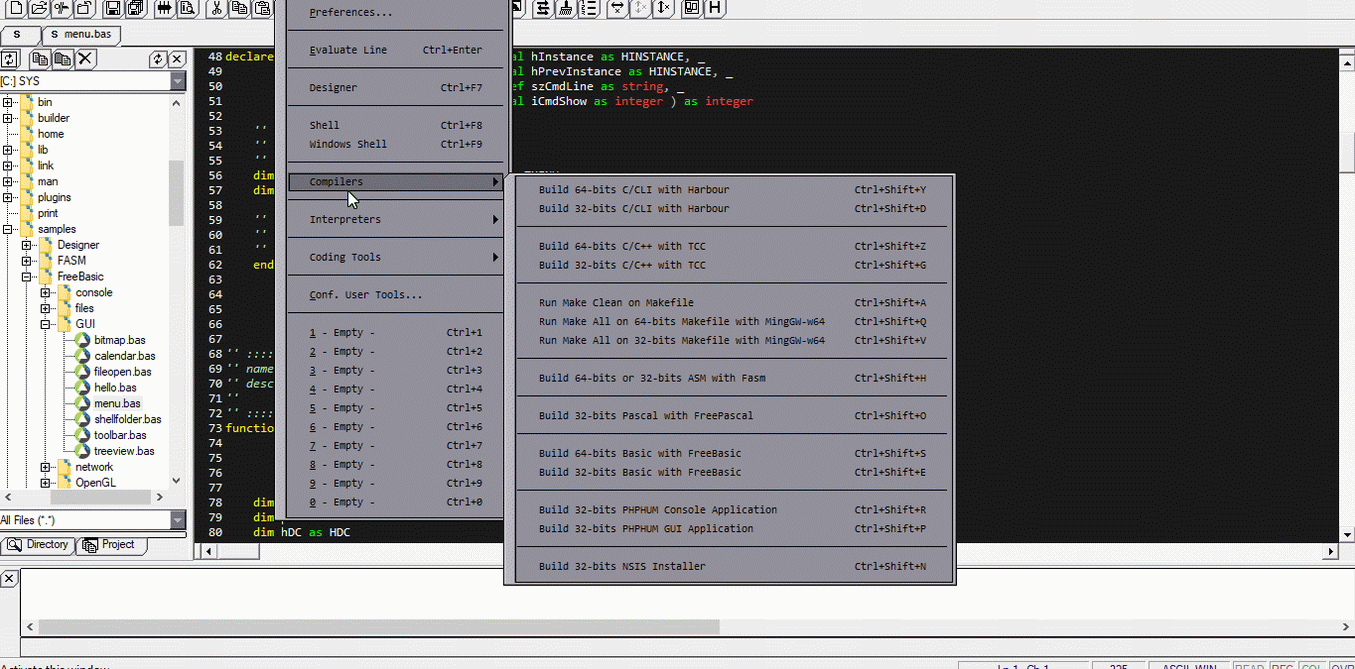 H
S
S menu.bas
[C:] SYS
bin
builder
home
lib
link
man
plugins
print
samples
Designer
FASM
FreeBasic
console
files
GUI
bitmap.bas
calendar.bas
fileopen.bas
hello.bas
menu.bas
shellfolder.bas
toolbar.bas
treeview.bas
network
OpenGL
All Files (*.*)
Directory
Project
48 declare al hInstance as HINSTANCE, _
49 al hPrevInstance as HINSTANCE, _
50 ef szCmdLine as string, _
51 al iCmdShow as integer ) as integer
52
53 ''
54 ''
55 ''
56 dim
57 dim
58
59 ''
60 ''
61 ''
62 end
63
64
65
66
67
68 '' ::::
69 '' name
70 '' desc
71 ''
72 '' ::::
73 functio
74
75
76
77
78 dim
79 dim
80 dim hDC as HDC
Preferences...
Evaluate Line Ctrl+Enter
Designer Ctrl+F7
Shell Ctrl+F8
Windows Shell Ctrl+F9
Compilers
Interpreters
Coding Tools
Conf. User Tools...
1 - Empty - Ctrl+1
2 - Empty - Ctrl+2
3 - Empty - Ctrl+3
4 - Empty - Ctrl+4
5 - Empty - Ctrl+5
6 - Empty - Ctrl+6
7 - Empty - Ctrl+7
8 - Empty - Ctrl+8
9 - Empty - Ctrl+9
0 - Empty - Ctrl+0
Build 64-bits C/CLI with Harbour Ctrl+Shift+Y
Build 32-bits C/CLI with Harbour Ctrl+Shift+D
Build 64-bits C/C++ with TCC Ctrl+Shift+Z
Build 32-bits C/C++ with TCC Ctrl+Shift+G
Run Make Clean on Makefile Ctrl+Shift+A
Run Make All on 64-bits Makefile with MingGW-w64 Ctrl+Shift+Q
Run Make All on 32-bits Makefile with MingGW-w64 Ctrl+Shift+V
Build 64-bits or 32-bits ASM with Fasm Ctrl+Shift+H
Build 32-bits Pascal with FreePascal Ctrl+Shift+O
Build 64-bits Basic with FreeBasic Ctrl+Shift+S
Build 32-bits Basic with FreeBasic Ctrl+Shift+E
Build 32-bits PHPHUM Console Application Ctrl+Shift+R
Build 32-bits PHPHUM GUI Application Ctrl+Shift+P
Build 32-bits NSIS Installer Ctrl+Shift+N
Activate this window
Ln 1, Ch 1 225 ASCII, WIN READ REC COL OVR